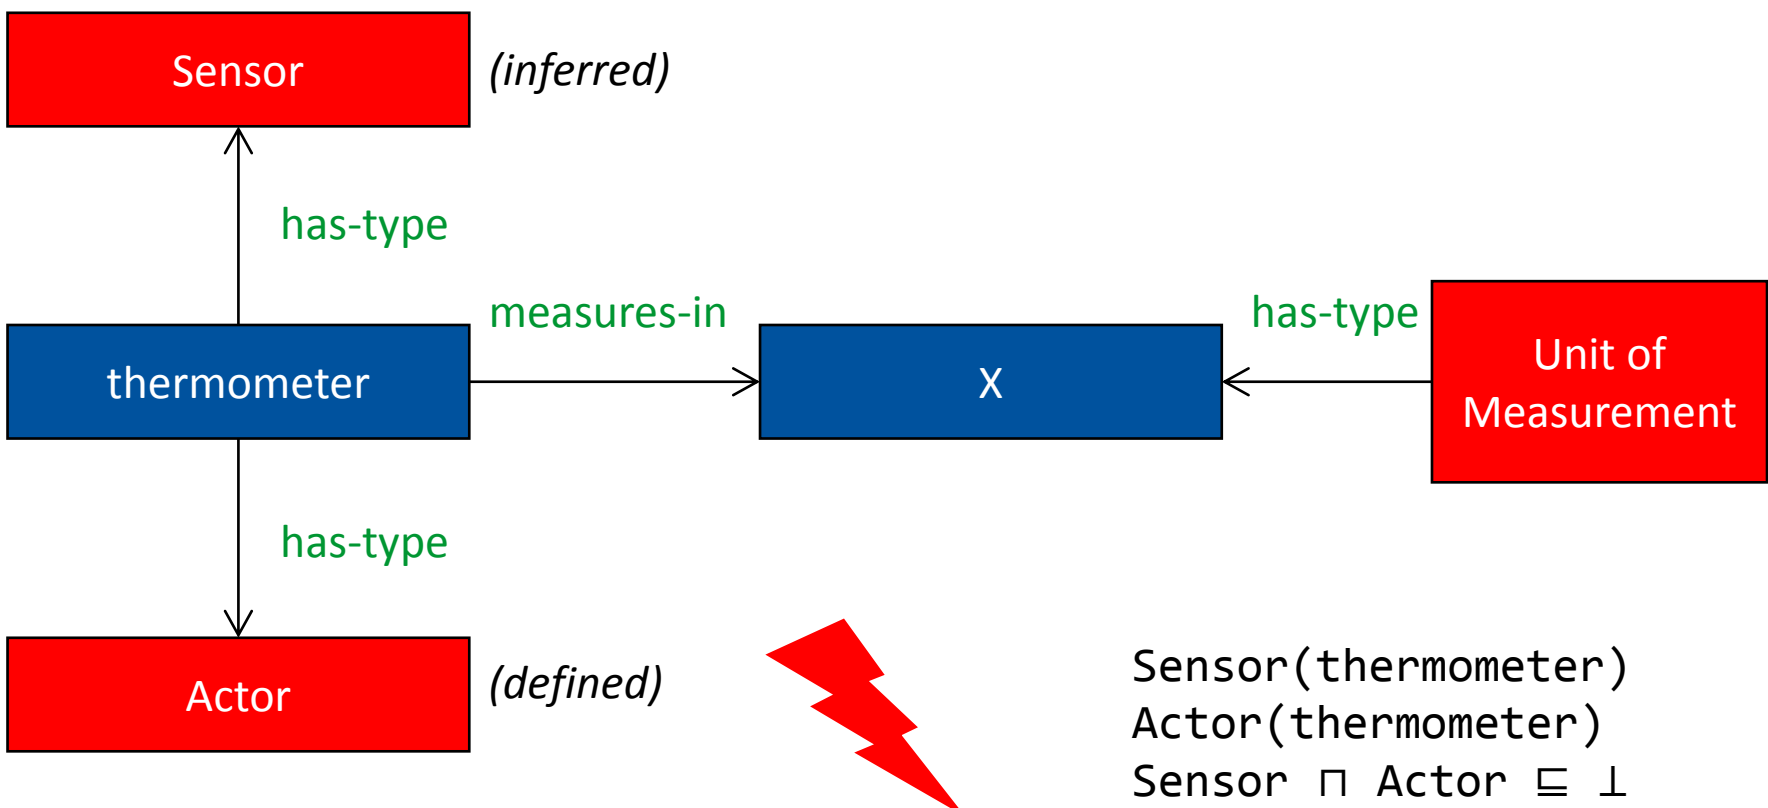 Sensor
(inferred)
has-type
thermometer
measures-in
X
has-type
Unit of
Measurement
has-type
Actor
(defined)
Sensor(thermometer)
Actor(thermometer)
Sensor ⊓ Actor ⊑ ⊥